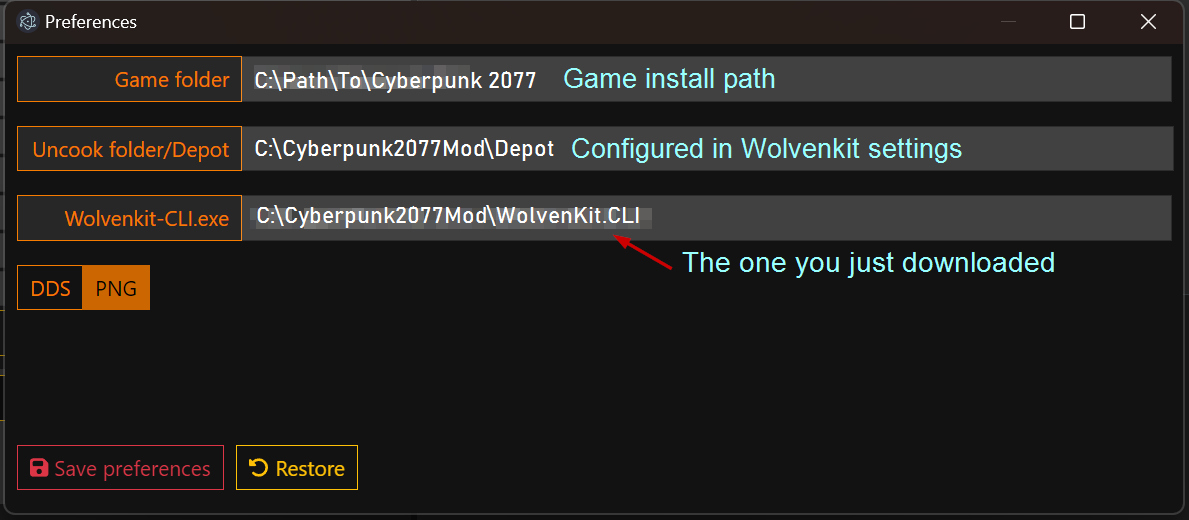 Preferences
Game folder C:\Path\To\Cyberpunk 2077 Game install path
Uncook folder/Depot C:\Cyberpunk2077Mod\Depot Configured in Wolvenkit settings
Wolvenkit-CLI.exe C:\Cyberpunk2077Mod\WolvenKit.CLI
The one you just downloaded
DDS PNG
Save preferences Restore